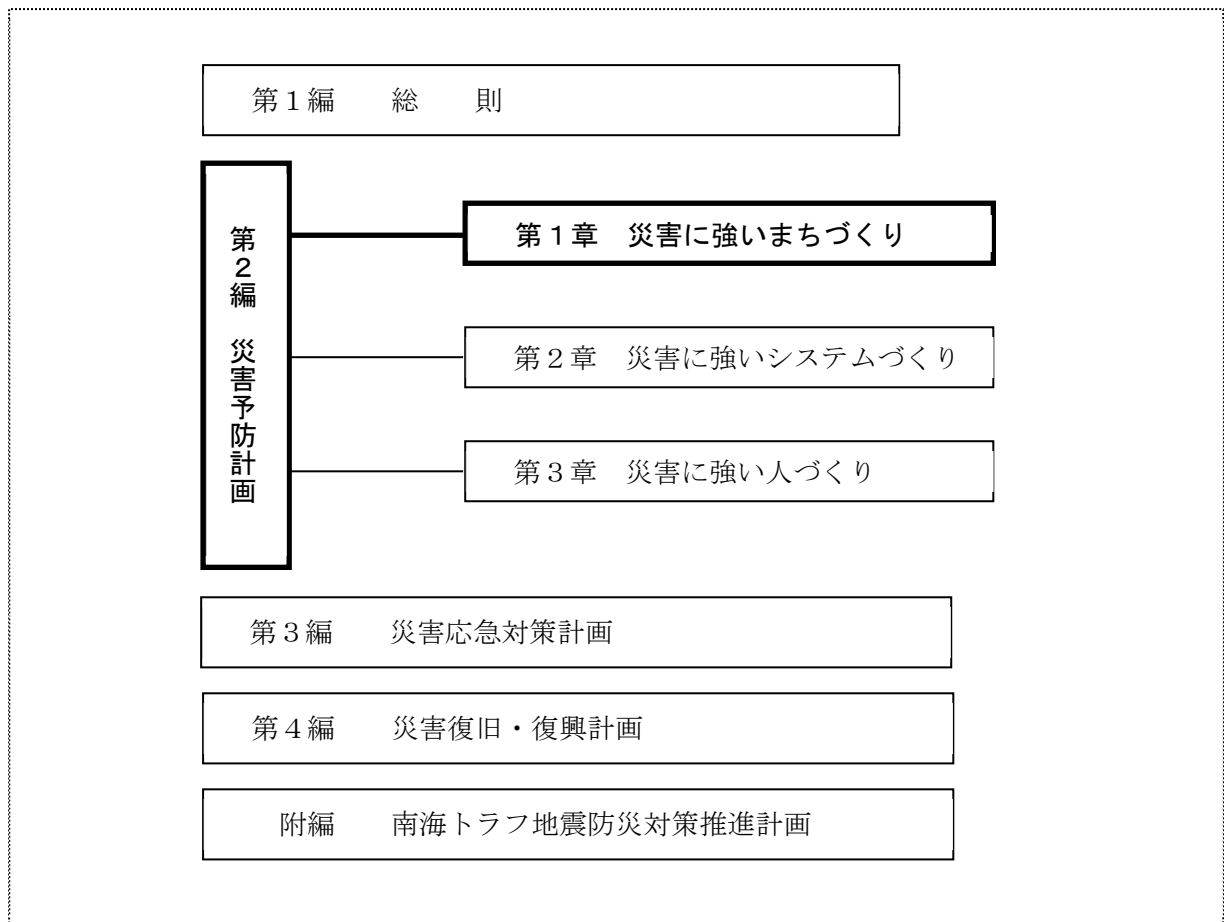 第１編　　総　　則
第２編　災害予防計画
第１章　災害に強いまちづくり
第２章　災害に強いシステムづくり
第３章　災害に強い人づくり
第３編　　災害応急対策計画
第４編　　災害復旧・復興計画
附編　　南海トラフ地震防災対策推進計画